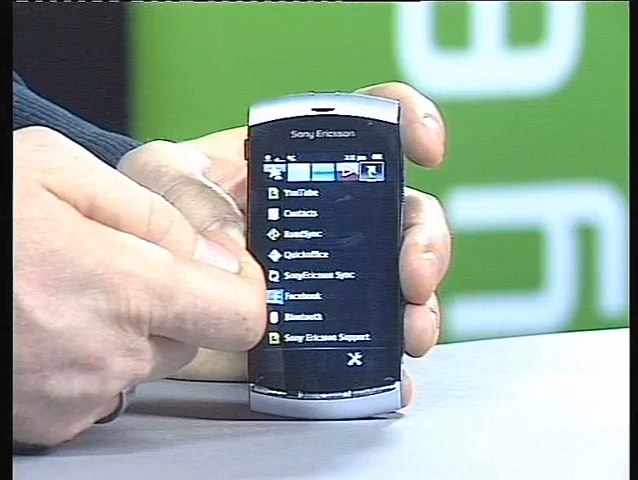 Sony Ericsson
YouTube
Contacts
RoadSync
Quickoffice
SonyEricsson Sync
Facebook
Bluetooth
Sony Ericsson Support